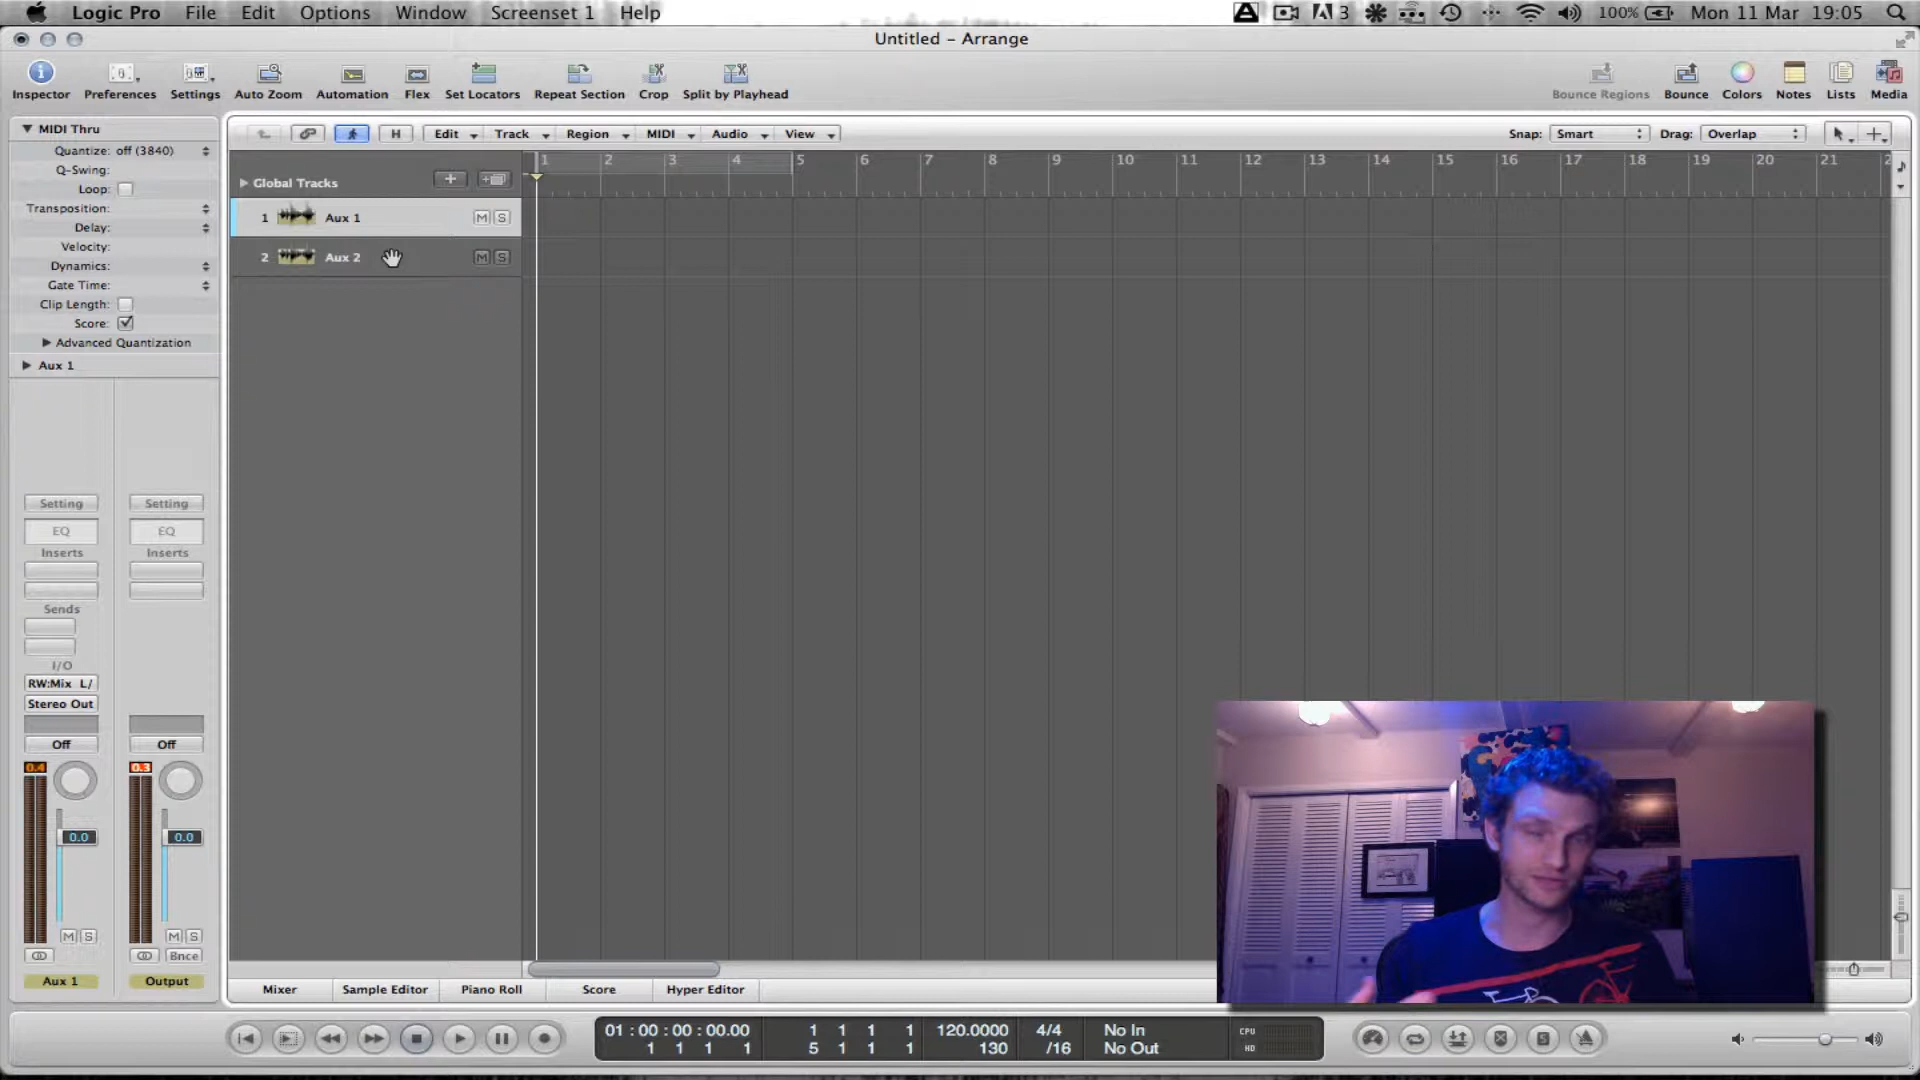 Logic Pro File Edit Options Window Screenset 1 Help 3 100% Mon 11 Mar 19:05
Untitled - Arrange
Inspector Preferences Settings Auto Zoom Automation Flex Set Locators Repeat Section Crop Split by Playhead Bounce Regions Bounce Colors Notes Lists Media
MIDI Thru
H Edit Track Region MIDI Audio View Snap: Smart Drag: Overlap
Quantize: off (3840)
Q-Swing:
Loop:
Transposition:
Delay:
Velocity:
Dynamics:
Gate Time:
Clip Length:
Score:
Advanced Quantization
Aux 1
1 2 3 4 5 6 7 8 9 10 11 12 13 14 15 16 17 18 19 20 21 2
Global Tracks
1 Aux 1 M S
2 Aux 2 M S
Setting Setting
EQ EQ
Inserts Inserts
Sends
I/O
RW:Mix L/
Stereo Out
Off Off
0.4 0.3
0.0 0.0
M S M S
Bnce
Aux 1 Output
Mixer Sample Editor Piano Roll Score Hyper Editor
01:00:00:00.00 1 1 1 1 120.0000 4/4 No In CPU
1 1 1 1 5 1 1 1 130 /16 No Out HD